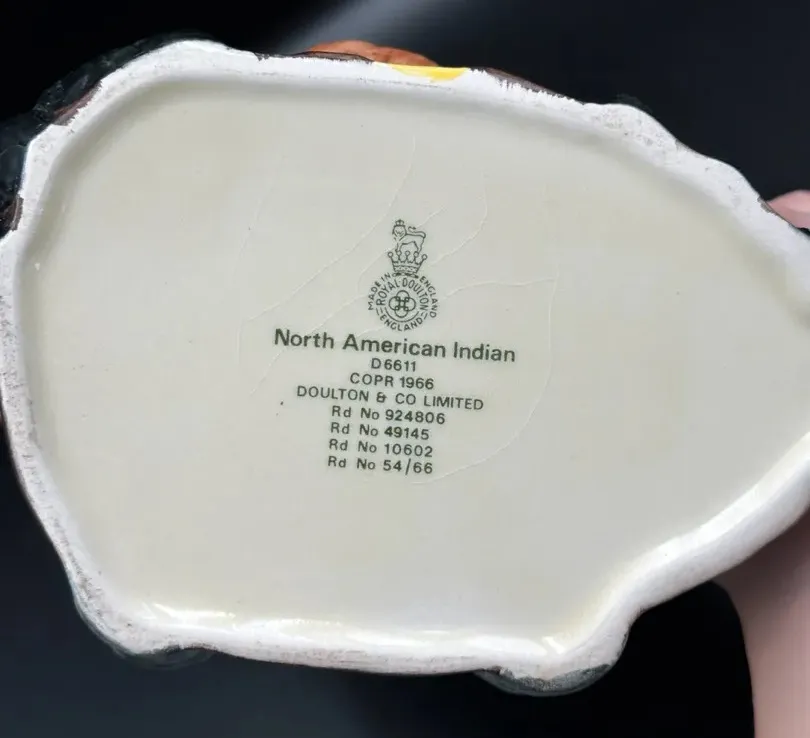 MADE IN ENGLAND
ROYAL·DOULTON
ENGLAND
North American Indian
D6611
COPR 1966
DOULTON & CO LIMITED
Rd No 924806
Rd No 49145
Rd No 10602
Rd No 54/66